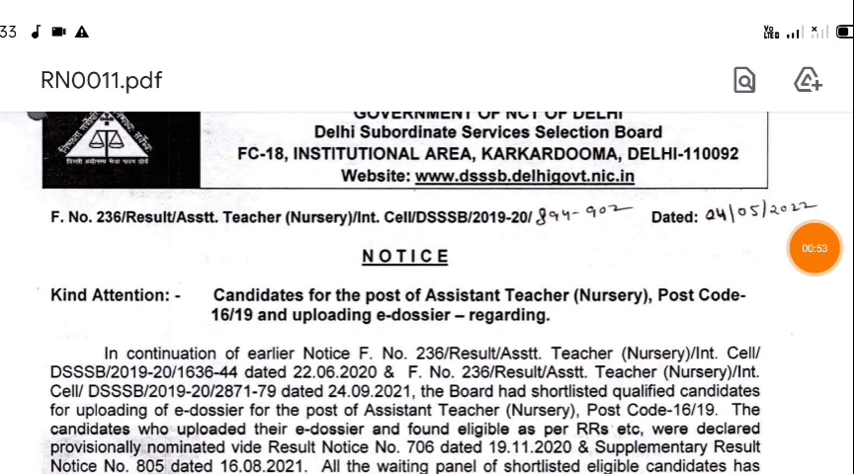 33
Vo
LTE
RN0011.pdf
GOVERNMENT OF NCT OF DELHI
Delhi Subordinate Services Selection Board
FC-18, INSTITUTIONAL AREA, KARKARDOOMA, DELHI-110092
Website: www.dsssb.delhigovt.nic.in
F. No. 236/Result/Asstt. Teacher (Nursery)/Int. Cell/DSSSB/2019-20/ 894-902 Dated: 24/05/2022
00:53
NOTICE
Kind Attention: - Candidates for the post of Assistant Teacher (Nursery), Post Code-
16/19 and uploading e-dossier – regarding.
In continuation of earlier Notice F. No. 236/Result/Asstt. Teacher (Nursery)/Int. Cell/
DSSSB/2019-20/1636-44 dated 22.06.2020 & F. No. 236/Result/Asstt. Teacher (Nursery)/Int.
Cell/ DSSSB/2019-20/2871-79 dated 24.09.2021, the Board had shortlisted qualified candidates
for uploading of e-dossier for the post of Assistant Teacher (Nursery), Post Code-16/19. The
candidates who uploaded their e-dossier and found eligible as per RRs etc, were declared
provisionally nominated vide Result Notice No. 706 dated 19.11.2020 & Supplementary Result
Notice No. 805 dated 16.08.2021. All the waiting panel of shortlisted eligible candidates has